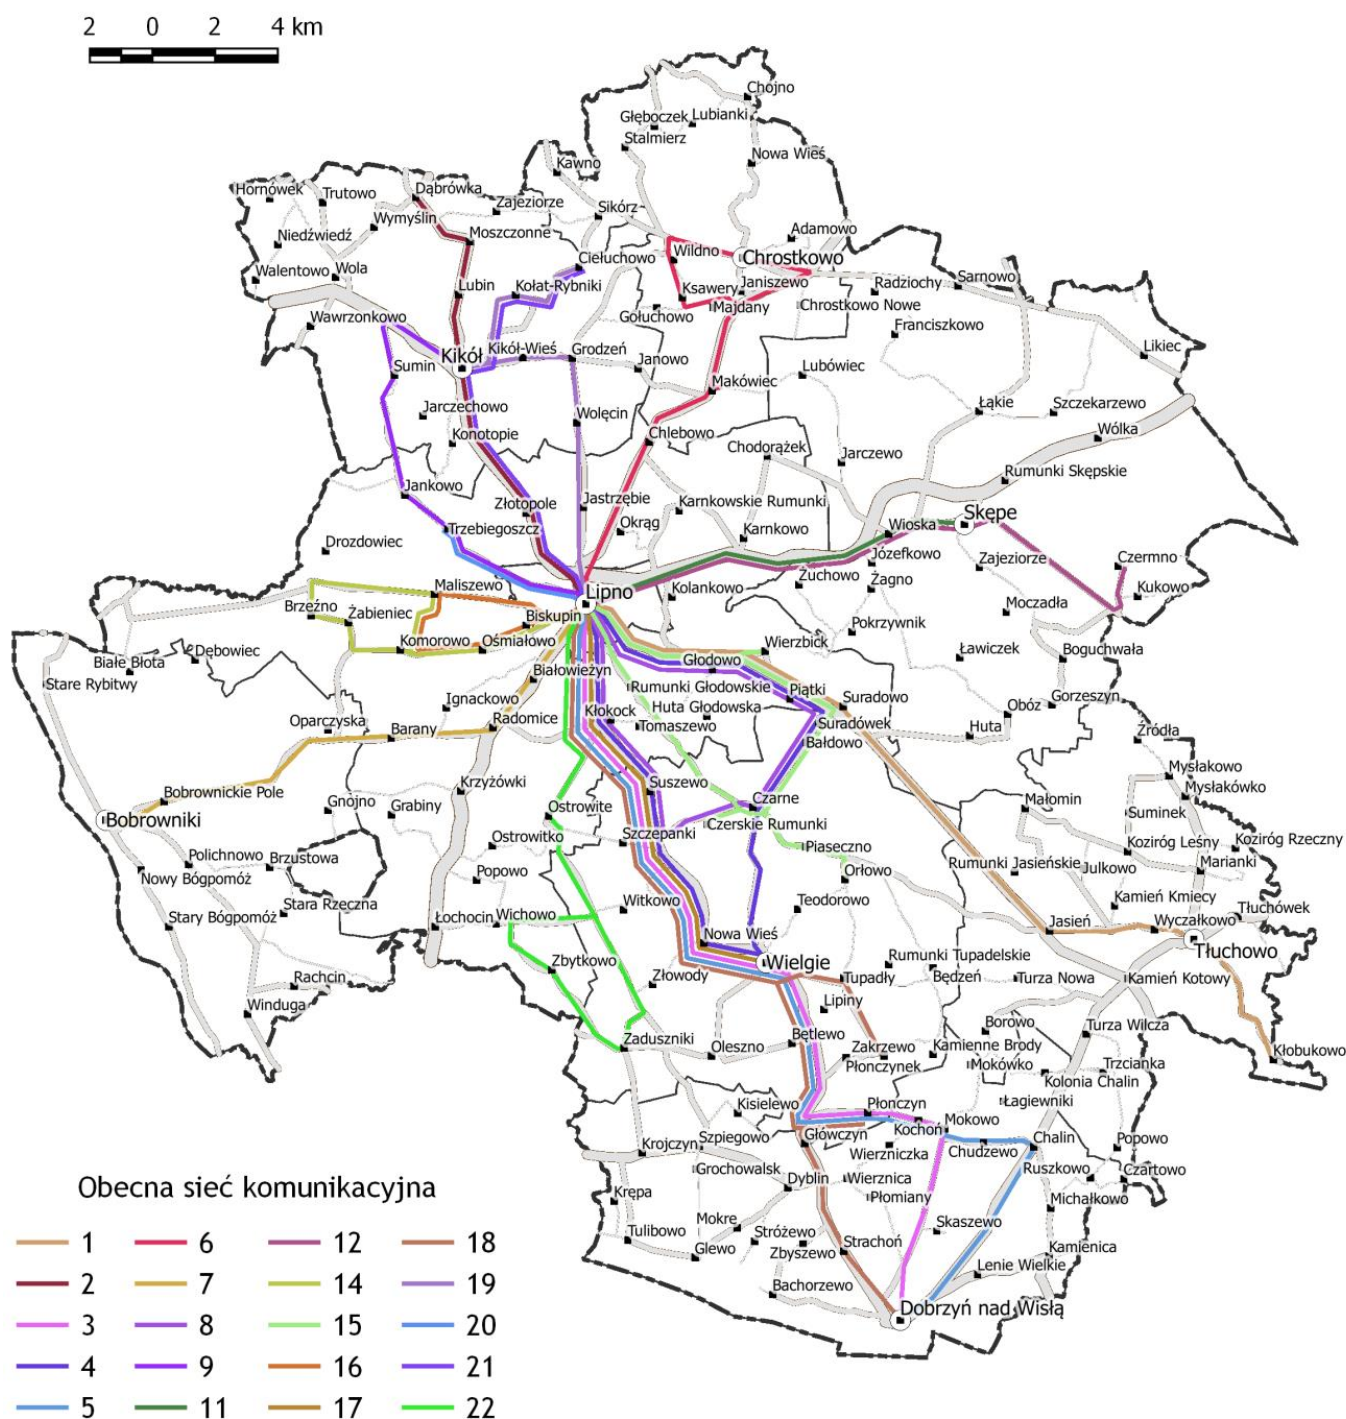 2 0 2 4 km
Chojno
Głęboczek Lubianki
Stalmierz
Nowa Wieś
Kawno
Hornówek Trutowo Dąbrówka
Zajeziorze
Sikórz
Wymyślin
Niedźwiedź Moszczonne Adamowo
Wildno Chrostkowo
Ciełuchowo
Walentowo Wola
Lubin Kołat-Rybniki Ksawery Janiszewo Radziochy Sarnowo
Gołuchowo Majdany Chrostkowo Nowe
Wawrzonkowo
Franciszkowo
Kikół Kikół-Wieś Grodzeń Janowo Likiec
Sumin Lubówiec
Makówiec
Jarczechowo Wolęcin Łąkie Szczekarzewo
Konotopie Chlebowo Chodorążek Wólka
Jarczewo
Rumunki Skępskie
Jankowo
Złotopole Jastrzębie Karnkowskie Rumunki
Trzebiegoszcz Okrąg Karnkowo Wioska Skępe
Drozdowiec
Józefkowo Zajeziorze Czermno
Maliszewo Lipno Kolankowo Żuchowo Żagno Kukowo
Brzeźno Żabieniec Biskupin Moczadła
Komorowo Ośmiałowo Wierzbick Pokrzywnik
Białe Błota Dębowiec Głodowo Ławiczek Boguchwała
Stare Rybitwy Białowieżyn
Rumunki Głodowskie Piątki Suradowo
Ignackowo Kłokock Huta Głodowska Obóz Gorzeszyn
Oparczyska Barany Radomice Tomaszewo Suradówek Huta
Bałdowo Źródła
Krzyżówki Suszewo Mysłakowo
Bobrownickie Pole Gnojno Grabiny Czarne Małomin Mysłakówko
Bobrowniki Ostrowite Suminek
Ostrowitko Szczepanki Czerskie Rumunki
Polichnowo Brzustowa Piaseczno Koziróg Leśny Koziróg Rzeczny
Nowy Bógpomóż Popowo Orłowo Rumunki Jasieńskie Julkowo Marianki
Stara Rzeczna Witkowo Teodorowo Kamień Kmiecy
Stary Bógpomóż Łochocin Wichowo Jasień Wyczałkowo Tłuchówek
Nowa Wieś Tłuchowo
Zbytkowo Wielgie Rumunki Tupadelskie
Rachcin Złowody Tupadły Będzeń Turza Nowa Kamień Kotowy
Winduga Lipiny
Zaduszniki Bętlewo Borowo Turza Wilcza
Oleszno Zakrzewo Kamienne Brody Kłobukowo
Płonczynek Mokówko Trzcianka
Kolonia Chalin
Kisielewo Płonczyn Łagiewniki
Mokowo
Krojczyn Szpiegowo Główczyn Kochoń Chalin Popowo
Wierzniczka Chudzewo
Grochowalsk Ruszkowo Czartowo
Krępa Dyblin Wierznica
Płomiany Michałkowo
Mokre Skaszewo
Tulibowo Stróżewo Strachoń
Glewo Zbyszewo Kamienica
Lenie Wielkie
Bachorzewo
Dobrzyń nad Wisłą
Obecna sieć komunikacyjna
1 6 12 18
2 7 14 19
3 8 15 20
4 9 16 21
5 11 17 22